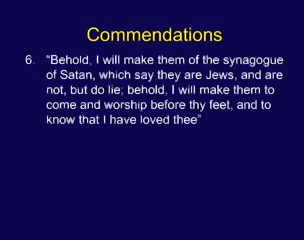 Commendations
6. “Behold, I will make them of the synagogue
of Satan, which say they are Jews, and are
not, but do lie; behold, I will make them to
come and worship before thy feet, and to
know that I have loved thee”